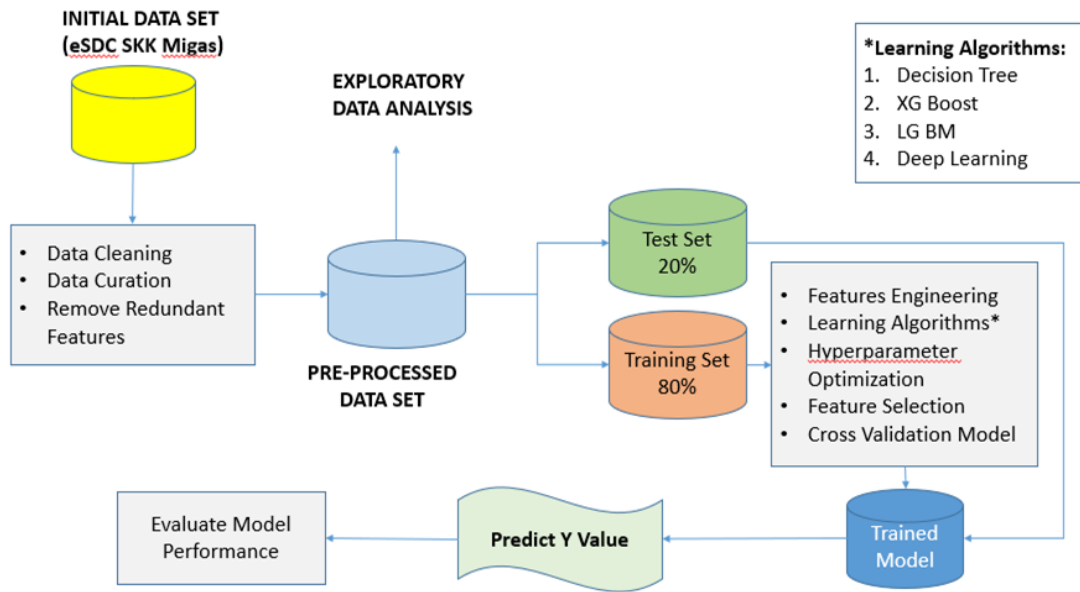 INITIAL DATA SET
(eSDC SKK Migas)
EXPLORATORY
DATA ANALYSIS
*Learning Algorithms:
1. Decision Tree
2. XG Boost
3. LG BM
4. Deep Learning
• Data Cleaning
• Data Curation
• Remove Redundant
Features
PRE-PROCESSED
DATA SET
Test Set
20%
Training Set
80%
• Features Engineering
• Learning Algorithms*
• Hyperparameter
Optimization
• Feature Selection
• Cross Validation Model
Trained
Model
Predict Y Value
Evaluate Model
Performance